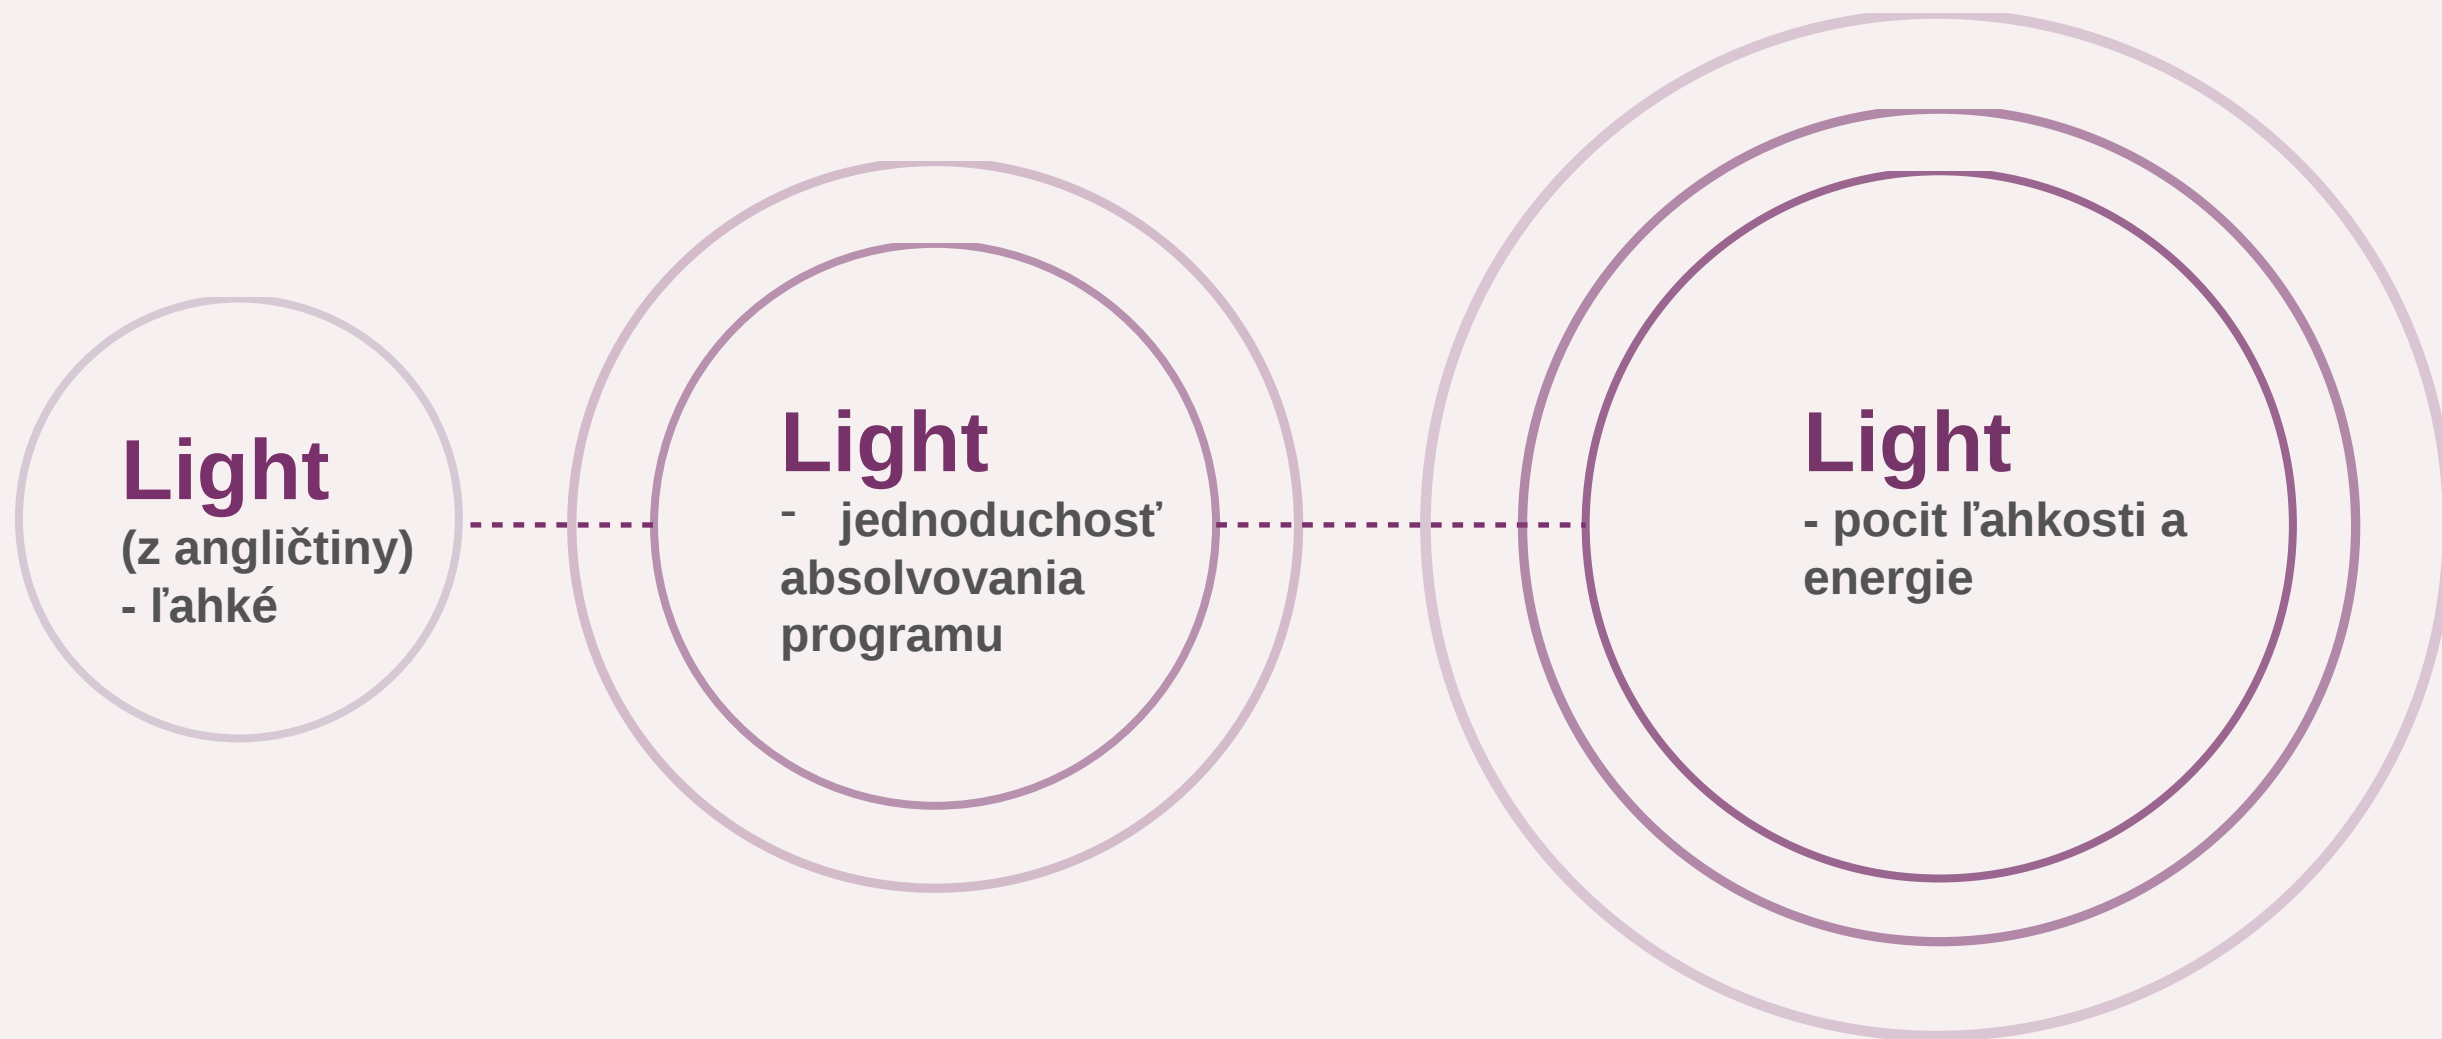 Light
(z angličtiny)
- ľahké
Light
- jednoduchosť
absolvovania
programu
Light
- pocit ľahkosti a
energie